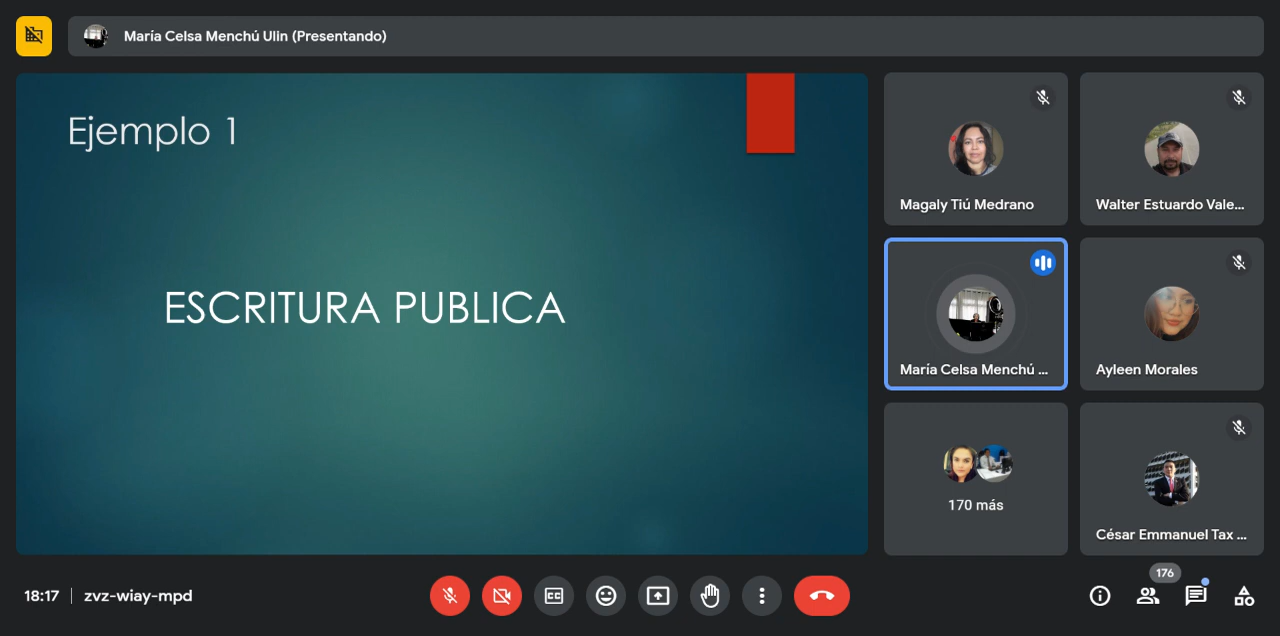 María Celsa Menchú Ulin (Presentando)
Ejemplo 1
ESCRITURA PUBLICA
Magaly Tiú Medrano
Walter Estuardo Vale...
María Celsa Menchú ...
Ayleen Morales
170 más
César Emmanuel Tax ...
18:17 | zvz-wiay-mpd
CC
176